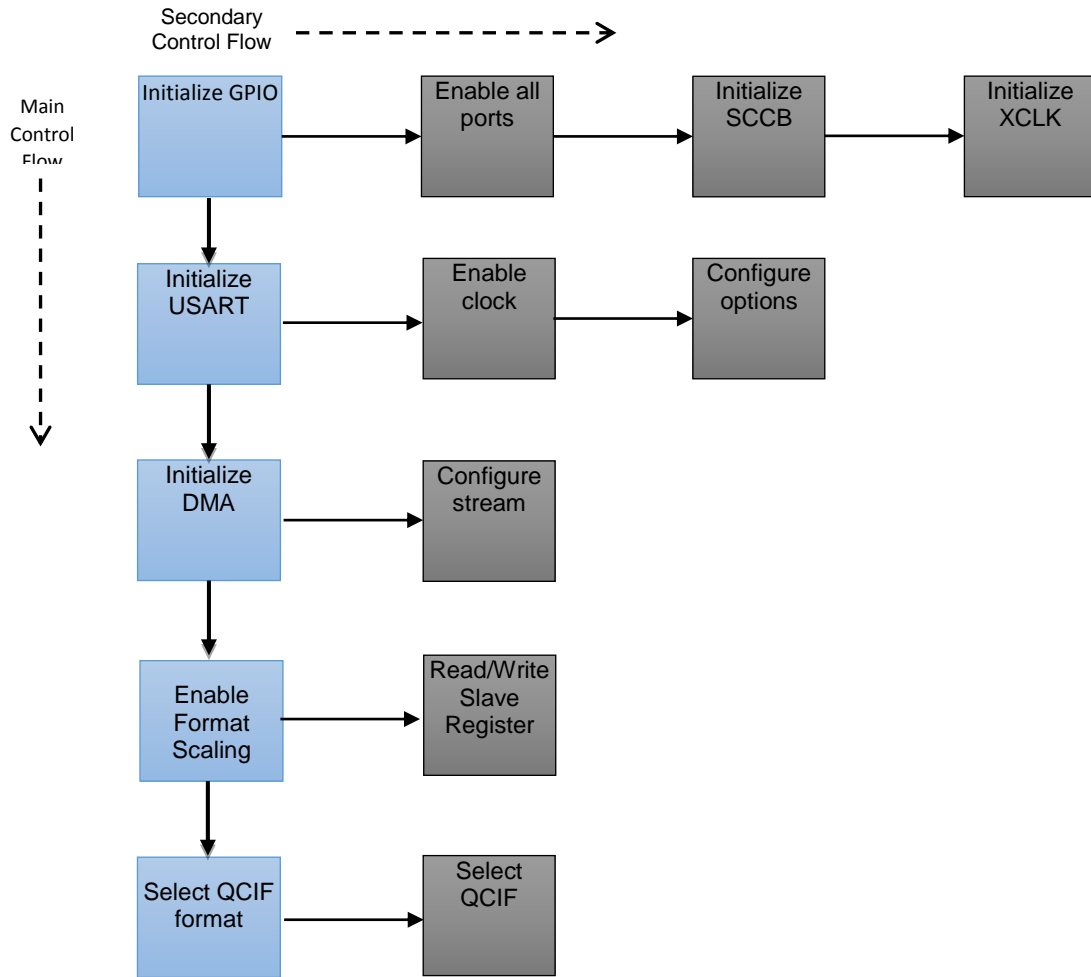 Secondary
Control Flow
Main
Control
Flow
Initialize GPIO
Enable all
ports
Initialize
SCCB
Initialize
XCLK
Initialize
USART
Enable
clock
Configure
options
Initialize
DMA
Configure
stream
Enable
Format
Scaling
Read/Write
Slave
Register
Select QCIF
format
Select
QCIF